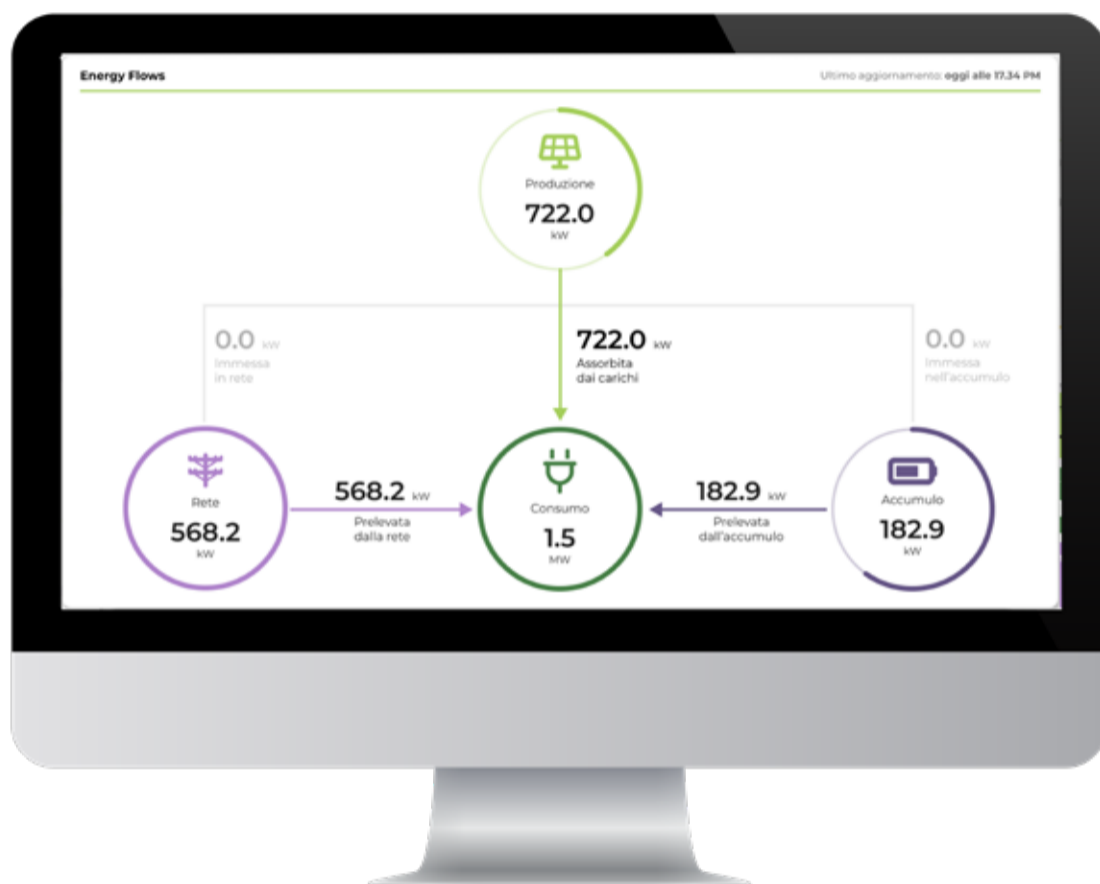 Energy Flows
Ultimo aggiornamento: oggi alle 17.34 PM
Produzione
722.0
kW
0.0 kW
Immessa
in rete
722.0 kW
Assorbita
dai carichi
0.0 kW
Immessa
nell'accumulo
Rete
568.2
kW
568.2 kW
Prelevata
dalla rete
Consumo
1.5
MW
182.9 kW
Prelevata
dall'accumulo
Accumulo
182.9
kW